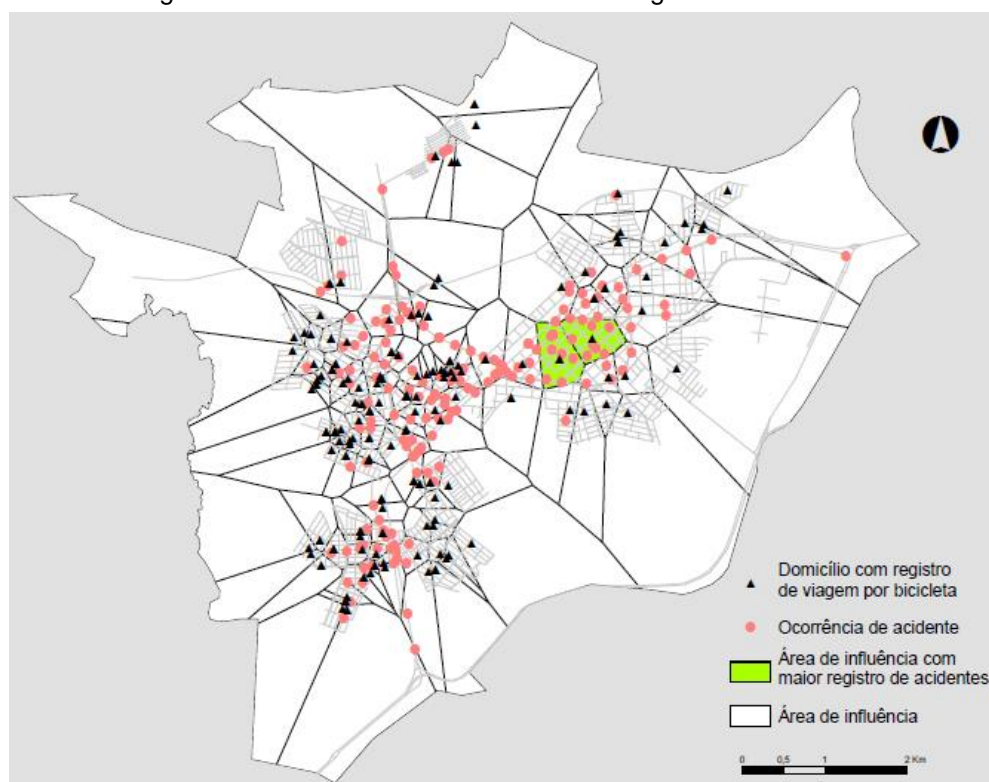 Domicílio com registro
de viagem por bicicleta
Ocorrência de acidente
Área de influência com
maior registro de acidentes
Área de influência
0 0,5 1 2 Km